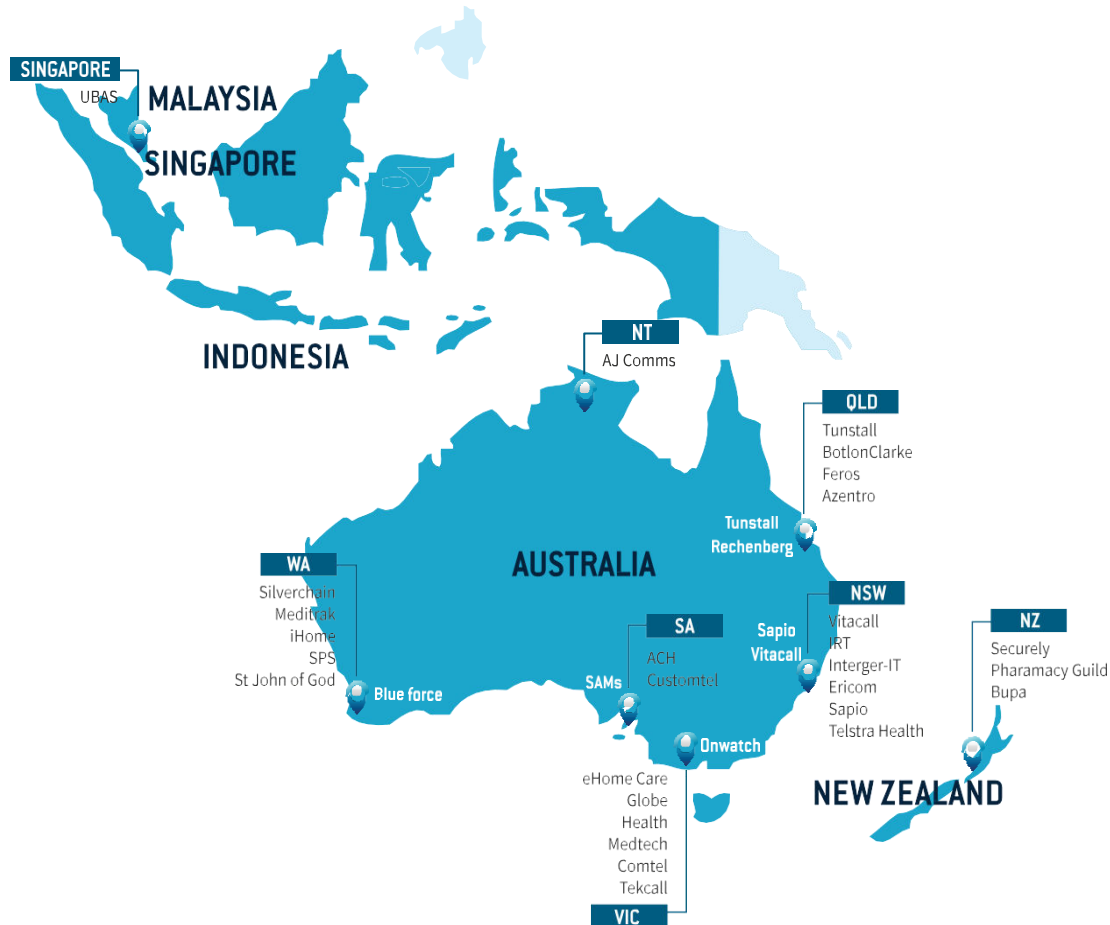 SINGAPORE
UBAS
MALAYSIA
SINGAPORE
INDONESIA
NT
AJ Comms
QLD
Tunstall
BotlonClarke
Feros
Azentro
Tunstall
Rechenberg
AUSTRALIA
WA
Silverchain
Meditrak
iHome
SPS
St John of God
Blue force
SA
ACH
Customtel
SAMs
Sapio
Vitacall
NSW
Vitacall
IRT
Interger-IT
Ericom
Sapio
Telstra Health
NZ
Securely
Pharamacy Guild
Bupa
NEW ZEALAND
Onwatch
eHome Care
Globe
Health
Medtech
Comtel
Tekcall
VIC